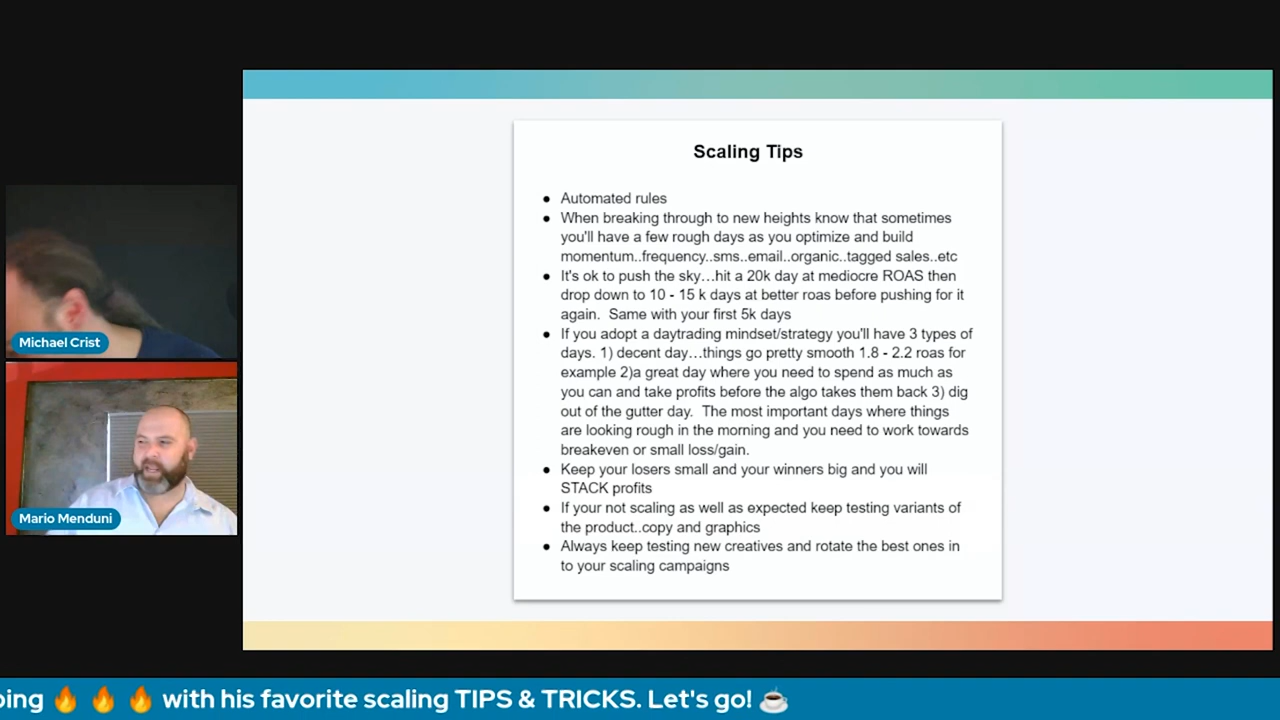 Scaling Tips
● Automated rules
● When breaking through to new heights know that sometimes
you'll have a few rough days as you optimize and build
momentum..frequency..sms..email..organic..tagged sales..etc
● It's ok to push the sky…hit a 20k day at mediocre ROAS then
drop down to 10 - 15 k days at better roas before pushing for it
again.  Same with your first 5k days
● If you adopt a daytrading mindset/strategy you'll have 3 types of
days. 1) decent day…things go pretty smooth 1.8 - 2.2 roas for
example 2)a great day where you need to spend as much as
you can and take profits before the algo takes them back 3) dig
out of the gutter day.  The most important days where things
are looking rough in the morning and you need to work towards
breakeven or small loss/gain.
● Keep your losers small and your winners big and you will
STACK profits
● If your not scaling as well as expected keep testing variants of
the product..copy and graphics
● Always keep testing new creatives and rotate the best ones in
to your scaling campaigns
Michael Crist
Mario Menduni
ping 🔥 🔥 🔥 with his favorite scaling TIPS & TRICKS. Let's go! ☕